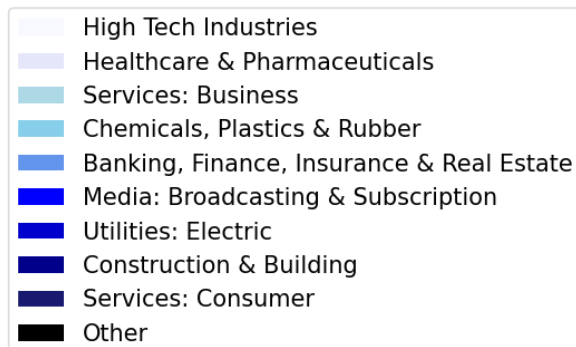 High Tech Industries
Healthcare & Pharmaceuticals
Services: Business
Chemicals, Plastics & Rubber
Banking, Finance, Insurance & Real Estate
Media: Broadcasting & Subscription
Utilities: Electric
Construction & Building
Services: Consumer
Other